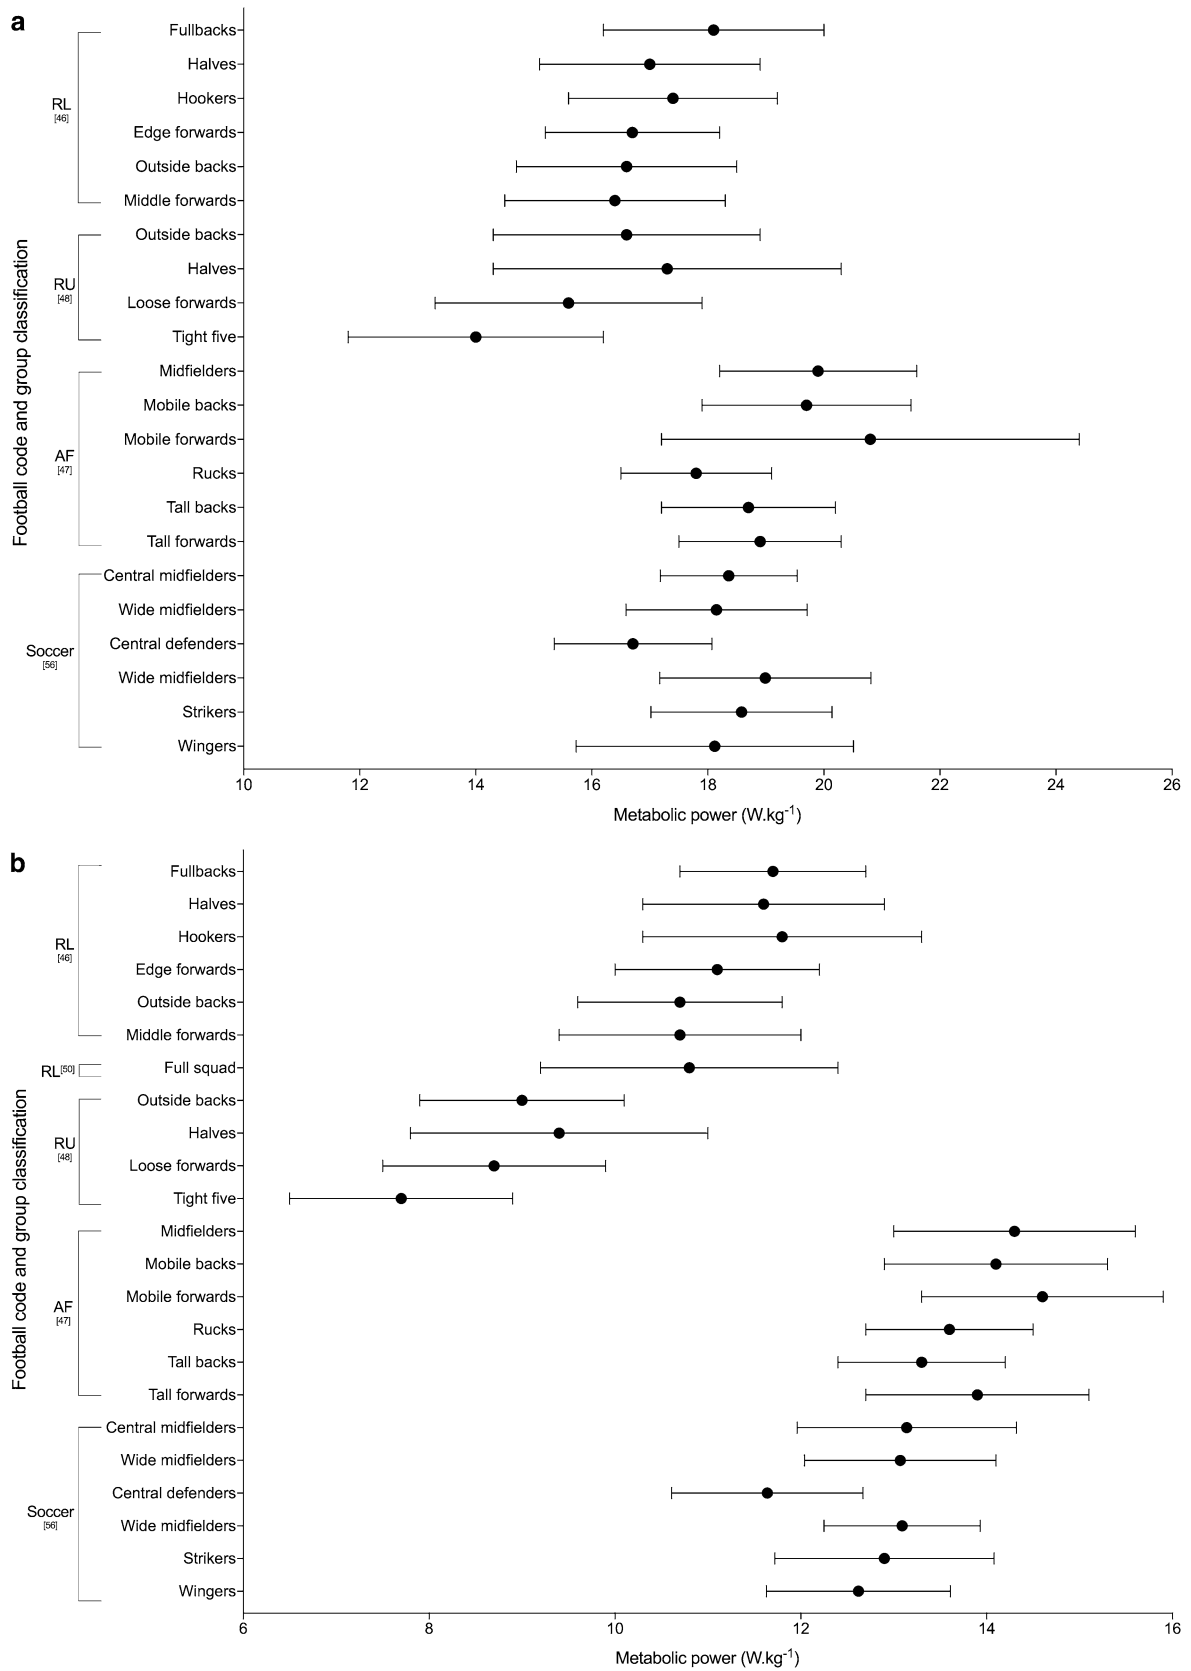 a
Football code and group classification
RL
[46]
Fullbacks
Halves
Hookers
Edge forwards
Outside backs
Middle forwards
RU
[48]
Outside backs
Halves
Loose forwards
Tight five
AF
[47]
Midfielders
Mobile backs
Mobile forwards
Rucks
Tall backs
Tall forwards
Soccer
[56]
Central midfielders
Wide midfielders
Central defenders
Wide midfielders
Strikers
Wingers
10 12 14 16 18 20 22 24 26
Metabolic power (W.kg⁻¹)
b
Football code and group classification
RL
[46]
Fullbacks
Halves
Hookers
Edge forwards
Outside backs
Middle forwards
RL[50]
Full squad
RU
[48]
Outside backs
Halves
Loose forwards
Tight five
AF
[47]
Midfielders
Mobile backs
Mobile forwards
Rucks
Tall backs
Tall forwards
Soccer
[56]
Central midfielders
Wide midfielders
Central defenders
Wide midfielders
Strikers
Wingers
6 8 10 12 14 16
Metabolic power (W.kg⁻¹)